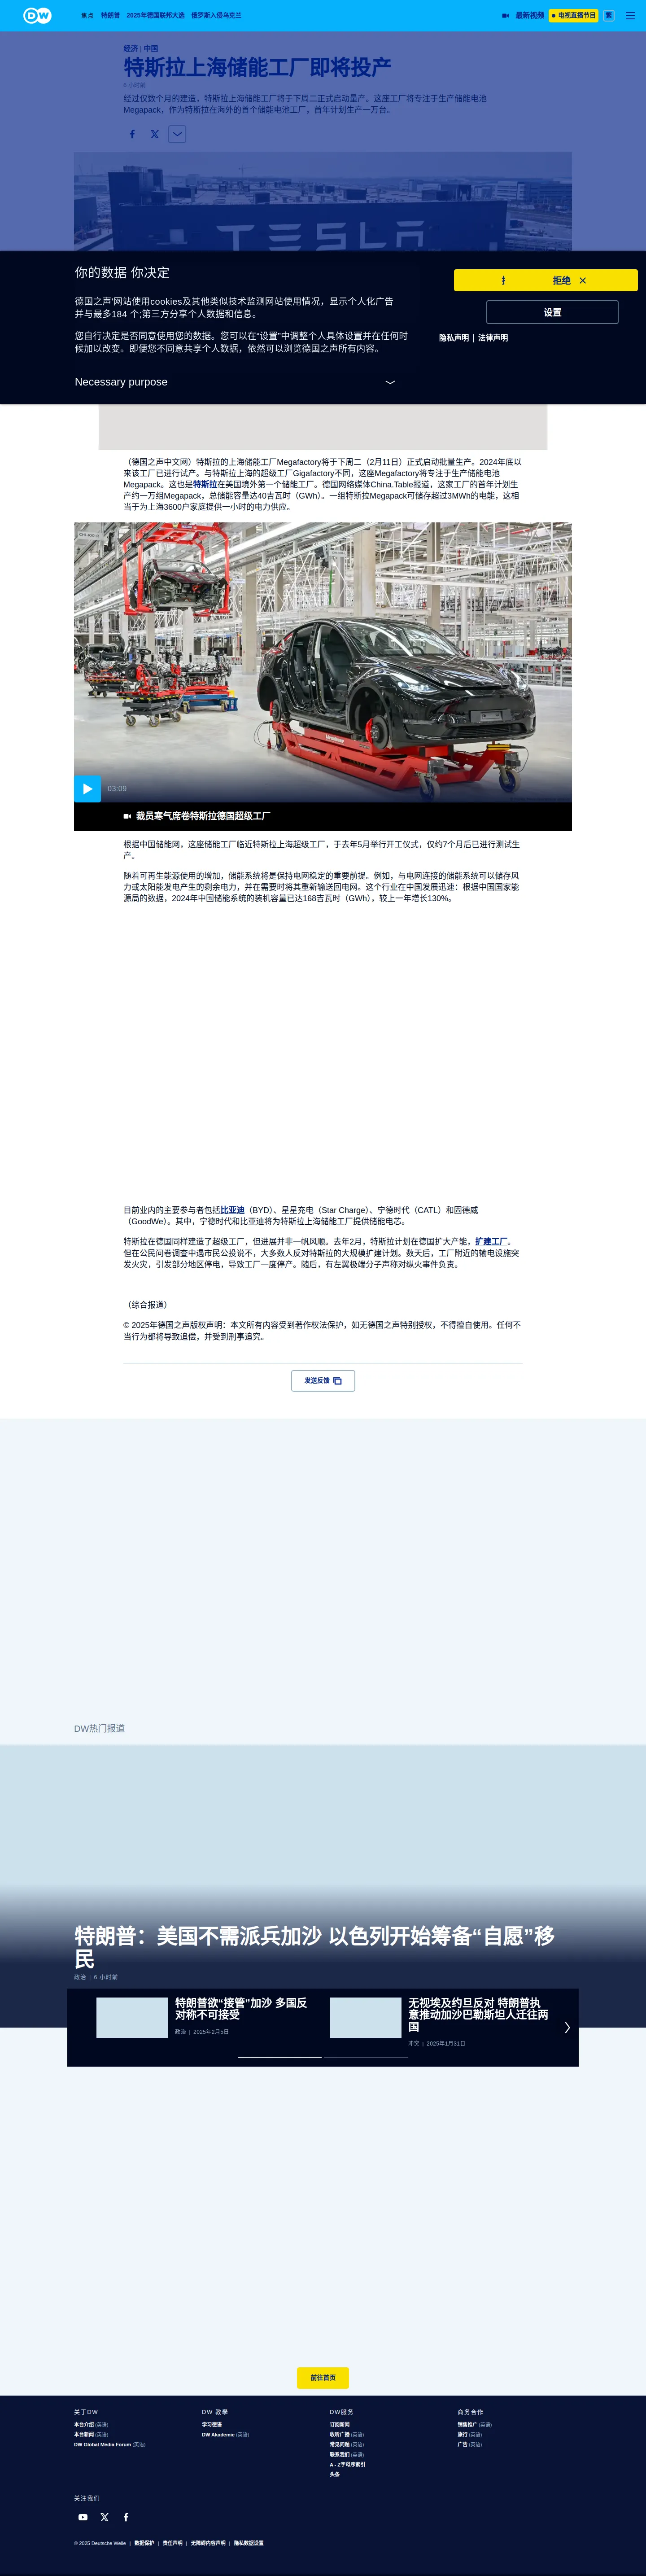 DW
焦点 特朗普 2025年德国联邦大选 俄罗斯入侵乌克兰
最新视频 电视直播节目 繁
经济 | 中国
特斯拉上海储能工厂即将投产
6 小时前
经过仅数个月的建造，特斯拉上海储能工厂将于下周二正式启动量产。这座工厂将专注于生产储能电池
Megapack。作为特斯拉在海外的首个储能电池工厂，首年计划生产一万台。
TESLA
你的数据 你决定
德国之声'网站使用cookies及其他类似技术监测网站使用情况，显示个人化广告
并与最多184 个;第三方分享个人数据和信息。
您自行决定是否同意使用您的数据。您可以在“设置”中调整个人具体设置并在任何时
候加以改变。即便您不同意共享个人数据，依然可以浏览德国之声所有内容。
Necessary purpose
拒绝
设置
隐私声明 | 法律声明
（德国之声中文网）特斯拉的上海储能工厂Megafactory将于下周二（2月11日）正式启动批量生产。2024年底以
来该工厂已进行试产。与特斯拉上海的超级工厂Gigafactory不同，这座Megafactory将专注于生产储能电池
Megapack。这也是特斯拉在美国境外第一个储能工厂。德国网络媒体China.Table报道，这家工厂的首年计划生
产约一万组Megapack，总储能容量达40吉瓦时（GWh）。一组特斯拉Megapack可储存超过3MWh的电能，这相
当于为上海3600户家庭提供一小时的电力供应。
03:09
裁员寒气席卷特斯拉德国超级工厂
根据中国储能网，这座储能工厂临近特斯拉上海超级工厂，于去年5月举行开工仪式，仅约7个月后已进行测试生
产。
随着可再生能源使用的增加，储能系统将是保持电网稳定的重要前提。例如，与电网连接的储能系统可以储存风
力或太阳能发电产生的剩余电力，并在需要时将其重新输送回电网。这个行业在中国发展迅速：根据中国国家能
源局的数据，2024年中国储能系统的装机容量已达168吉瓦时（GWh），较上一年增长130%。
目前业内的主要参与者包括比亚迪（BYD）、星星充电（Star Charge）、宁德时代（CATL）和固德威
（GoodWe）。其中，宁德时代和比亚迪将为特斯拉上海储能工厂提供储能电芯。
特斯拉在德国同样建造了超级工厂，但进展并非一帆风顺。去年2月，特斯拉计划在德国扩大产能，扩建工厂。
但在公民问卷调查中遇市民公投说不，大多数人反对特斯拉的大规模扩建计划。数天后，工厂附近的输电设施突
发火灾，引发部分地区停电，导致工厂一度停产。随后，有左翼极端分子声称对纵火事件负责。
（综合报道）
© 2025年德国之声版权声明：本文所有内容受到著作权法保护，如无德国之声特别授权，不得擅自使用。任何不
当行为都将导致追偿，并受到刑事追究。
发送反馈
DW热门报道
特朗普：美国不需派兵加沙 以色列开始筹备“自愿”移
民
政治 | 6 小时前
特朗普欲“接管”加沙 多国反
对称不可接受
政治 | 2025年2月5日
无视埃及约旦反对 特朗普执
意推动加沙巴勒斯坦人迁往两
国
冲突 | 2025年1月31日
前往首页
关于DW
本台介绍 (英语)
本台新闻 (英语)
DW Global Media Forum (英语)
DW 教学
学习德语
DW Akademie (英语)
DW服务
订阅新闻
收听广播 (英语)
常见问题 (英语)
联系我们 (英语)
A - Z字母序索引
头条
商务合作
销售推广 (英语)
旅行 (英语)
广告 (英语)
关注我们
© 2025 Deutsche Welle | 数据保护 | 责任声明 | 无障碍内容声明 | 隐私数据设置